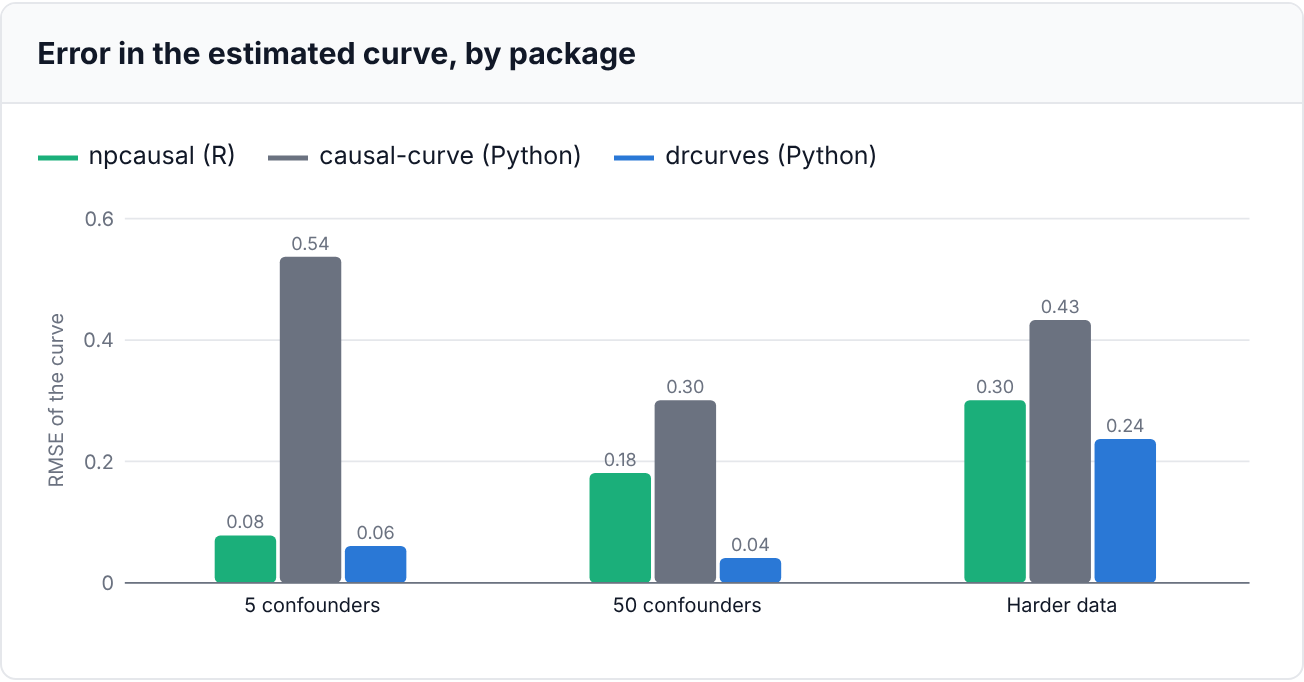 Error in the estimated curve, by package
npcausal (R)
causal-curve (Python)
drcurves (Python)
RMSE of the curve
0.6
0.4
0.2
0
0.08
0.54
0.06
0.18
0.30
0.04
0.30
0.43
0.24
5 confounders
50 confounders
Harder data